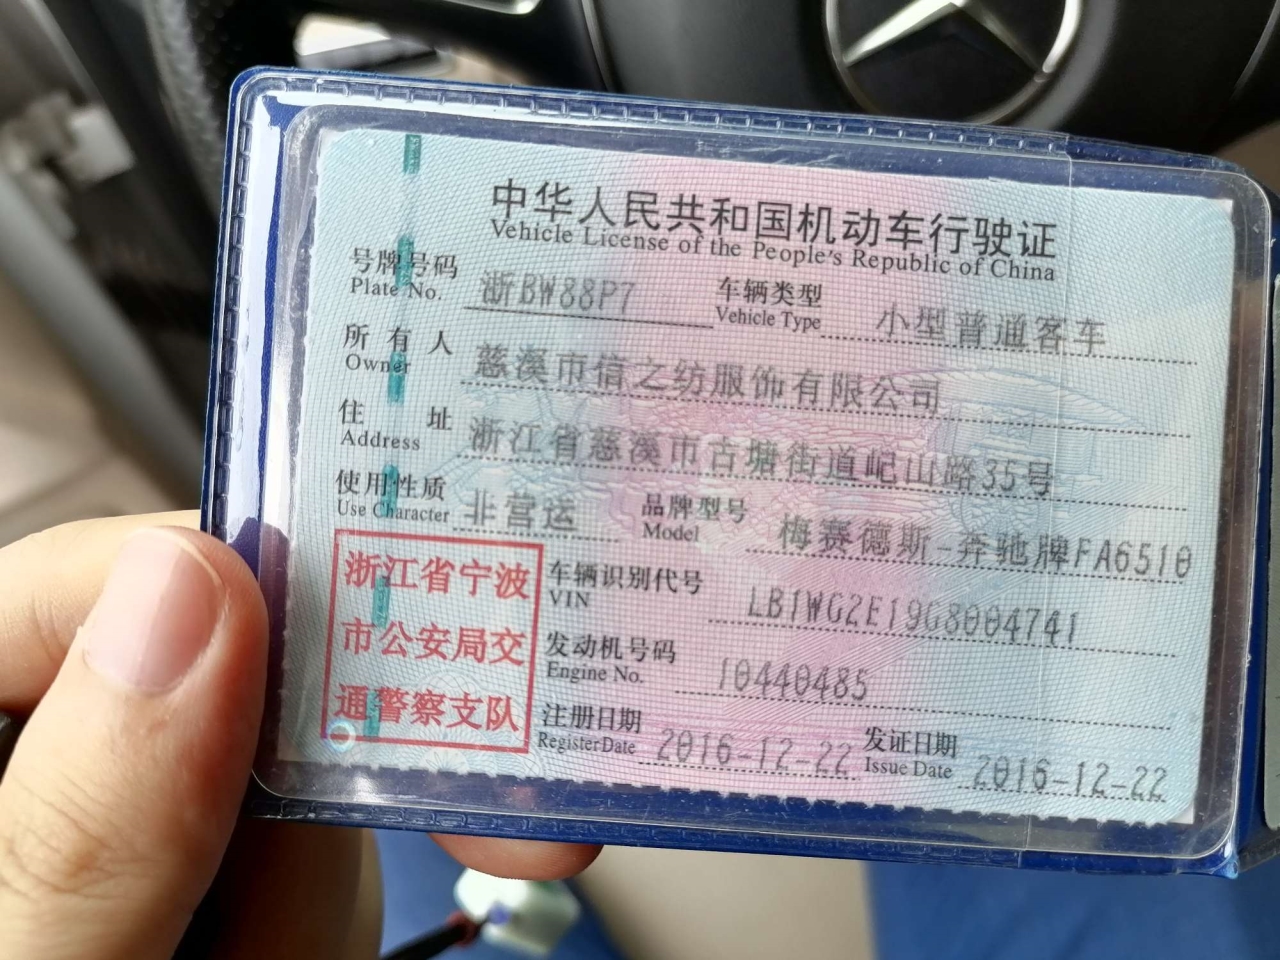 中华人民共和国机动车行驶证
Vehicle License of the People's Republic of China
号牌号码 浙BW88P7 车辆类型 小型普通客车
Plate No. Vehicle Type
所有人 慈溪市信之纺服饰有限公司
Owner
住址 浙江省慈溪市古塘街道屺山路35号
Address
使用性质 非营运 品牌型号 梅赛德斯-奔驰牌FA6510
Use Character Model
浙江省宁波
市公安局交
通警察支队
车辆识别代号 LB1WG2E19G8004741
VIN
发动机号码 10440485
Engine No.
注册日期 2016-12-22 发证日期 2016-12-22
Register Date Issue Date